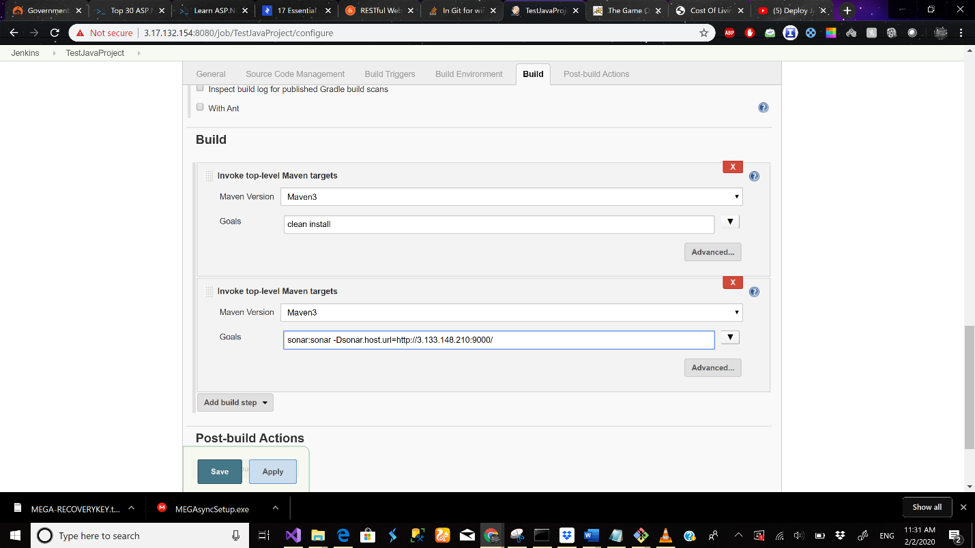 Government
Top 30 ASP.N
Learn ASP.N
17 Essential
RESTful Web
In Git for wi
TestJavaProj
The Game D
Cost Of Livin
(5) Deploy J
Not secure
3.17.132.154:8080/job/TestJavaProject/configure
Jenkins
TestJavaProject
General
Source Code Management
Build Triggers
Build Environment
Build
Post-build Actions
Inspect build log for published Gradle build scans
With Ant
Build
X
Invoke top-level Maven targets
Maven Version
Maven3
Goals
clean install
Advanced...
X
Invoke top-level Maven targets
Maven Version
Maven3
Goals
sonar:sonar -Dsonar.host.url=http://3.133.148.210:9000/
Advanced...
Add build step
Post-build Actions
Save
Apply
MEGA-RECOVERYKEY.t...
MEGAsyncSetup.exe
Show all
Type here to search
ENG
11:31 AM
2/2/2020
2